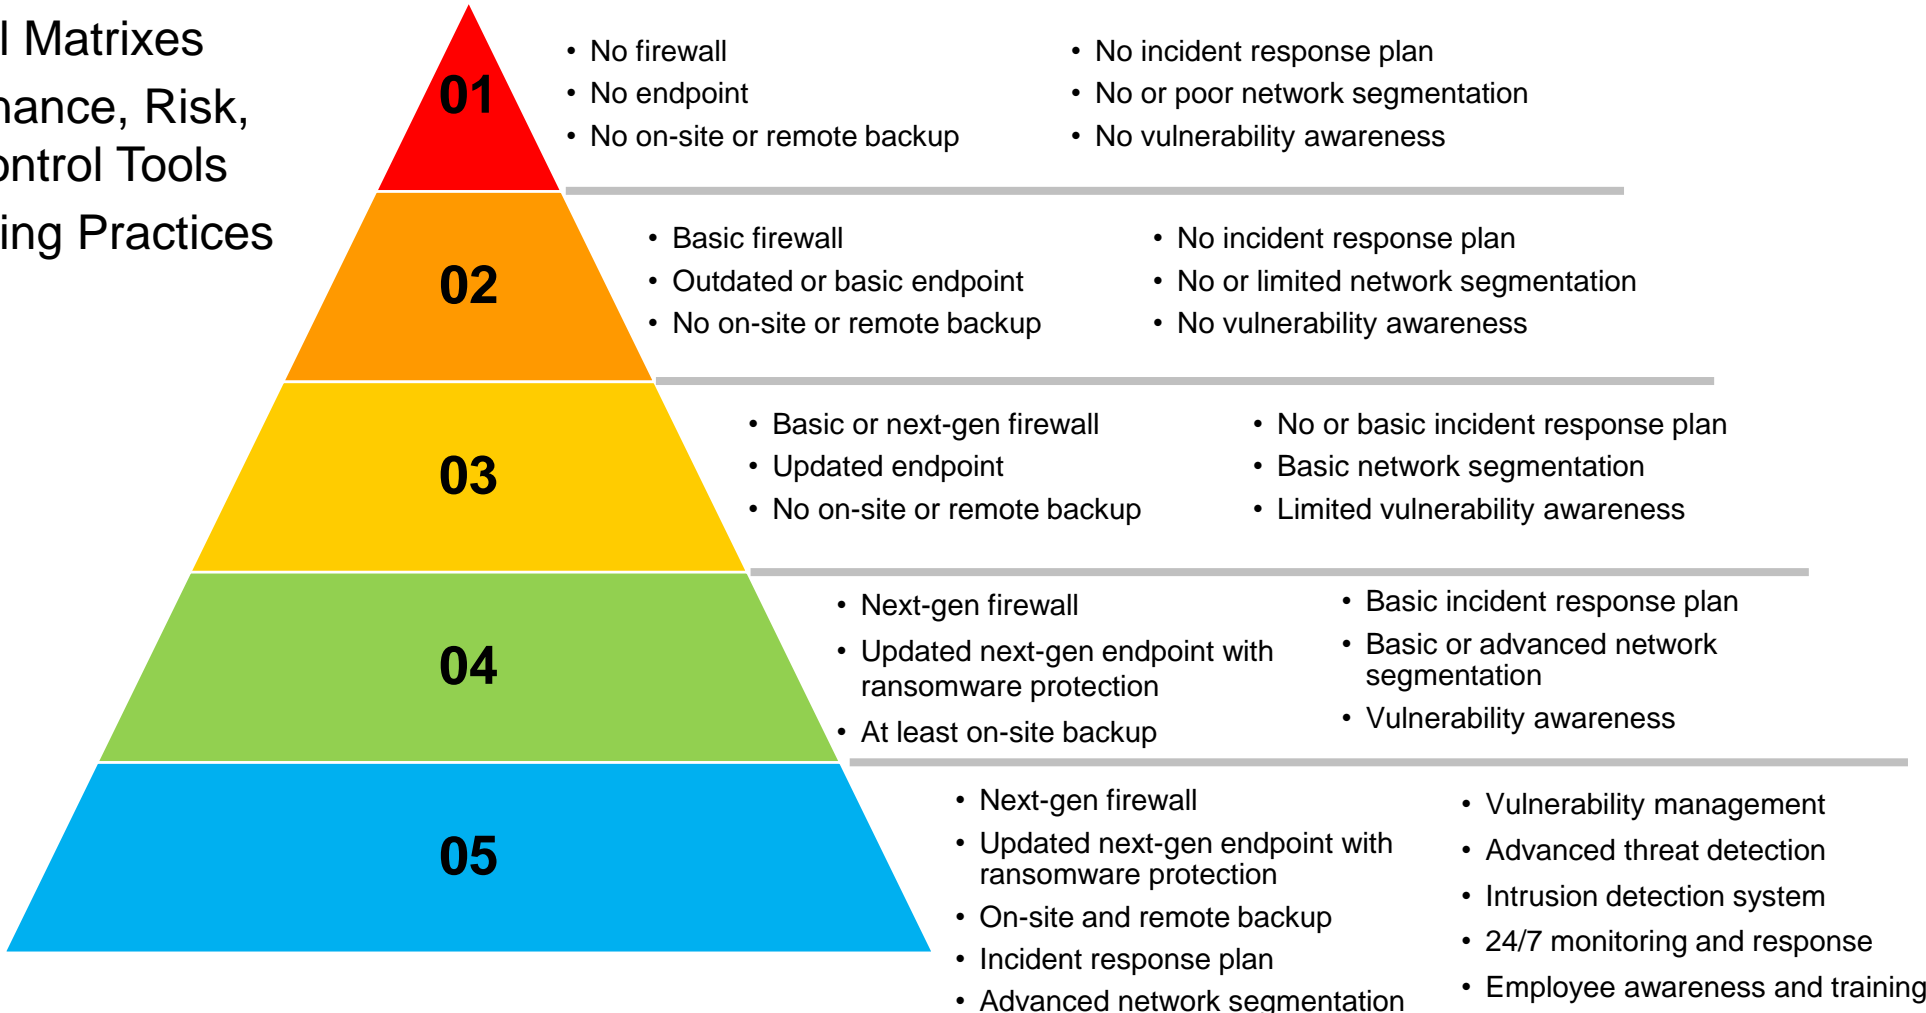 l Matrixes
nance, Risk,
ontrol Tools
ing Practices
01
• No firewall
• No endpoint
• No on-site or remote backup
• No incident response plan
• No or poor network segmentation
• No vulnerability awareness
02
• Basic firewall
• Outdated or basic endpoint
• No on-site or remote backup
• No incident response plan
• No or limited network segmentation
• No vulnerability awareness
03
• Basic or next-gen firewall
• Updated endpoint
• No on-site or remote backup
• No or basic incident response plan
• Basic network segmentation
• Limited vulnerability awareness
04
• Next-gen firewall
• Updated next-gen endpoint with
ransomware protection
• At least on-site backup
• Basic incident response plan
• Basic or advanced network
segmentation
• Vulnerability awareness
05
• Next-gen firewall
• Updated next-gen endpoint with
ransomware protection
• On-site and remote backup
• Incident response plan
• Advanced network segmentation
• Vulnerability management
• Advanced threat detection
• Intrusion detection system
• 24/7 monitoring and response
• Employee awareness and training